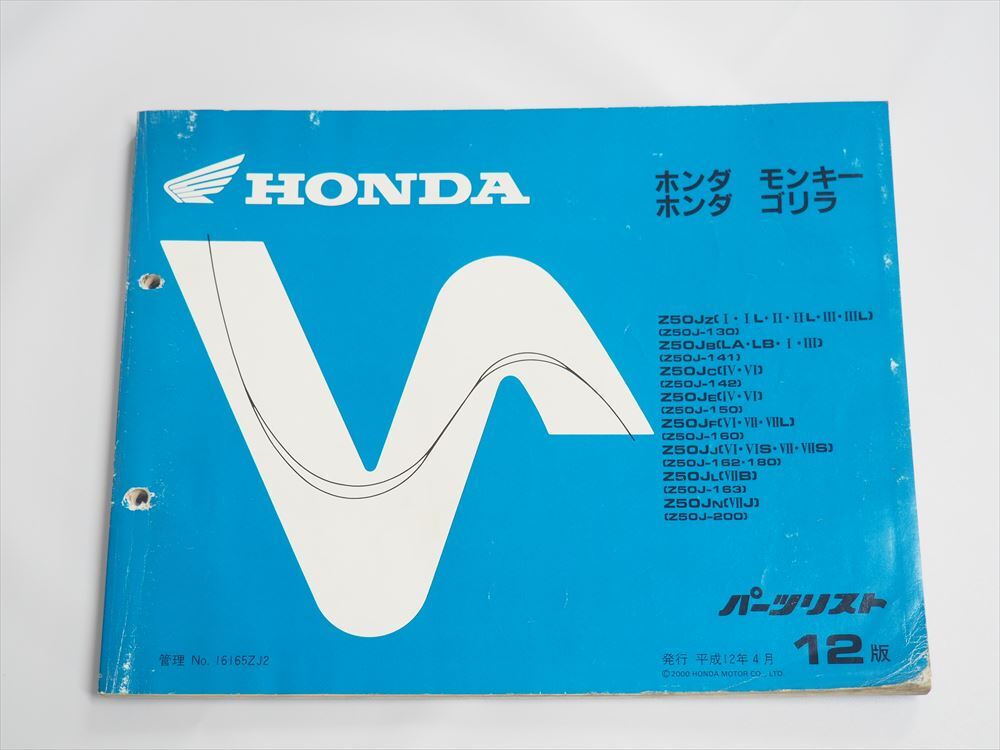 HONDA
ホンダ モンキー
ホンダ ゴリラ
Z50JZ(Ⅰ・ⅠL・Ⅱ・ⅡL・Ⅲ・ⅢL)
(Z50J-130)
Z50JB(LA・LB・Ⅰ・Ⅲ)
(Z50J-141)
Z50JC(Ⅳ・Ⅵ)
(Z50J-142)
Z50JE(Ⅳ・Ⅵ)
(Z50J-150)
Z50JF(Ⅵ・Ⅶ・ⅦL)
(Z50J-160)
Z50JJ(Ⅵ・ⅥS・Ⅶ・ⅦS)
(Z50J-162・180)
Z50JL(ⅦB)
(Z50J-163)
Z50JN(ⅦJ)
(Z50J-200)
パーツリスト
12版
管理 No. 16165ZJ2
発行 平成12年4月
©2000 HONDA MOTOR CO., LTD.